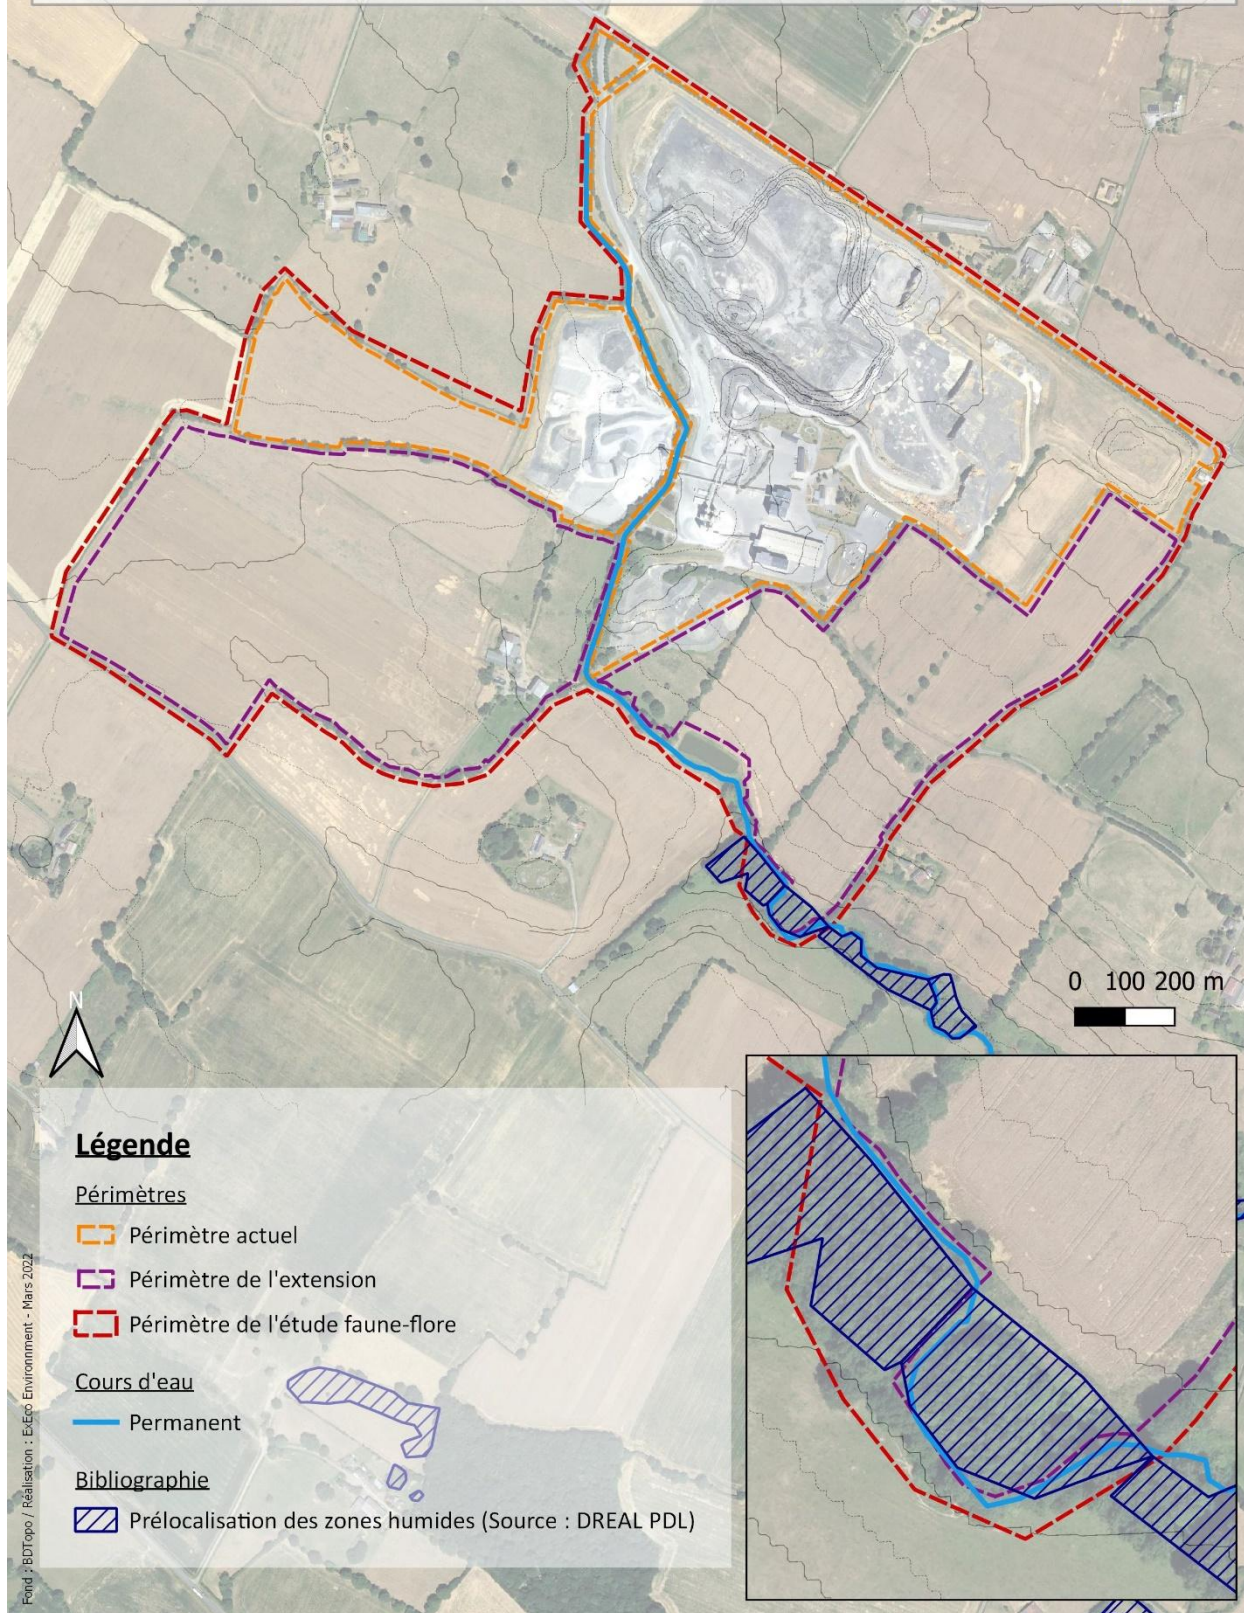 N
0 100 200 m
Légende
Périmètres
Périmètre actuel
Périmètre de l'extension
Périmètre de l'étude faune-flore
Cours d'eau
Permanent
Bibliographie
Prélocalisation des zones humides (Source : DREAL PDL)
Fond : BDTopo / Réalisation : ExEco Environnment - Mars 2022